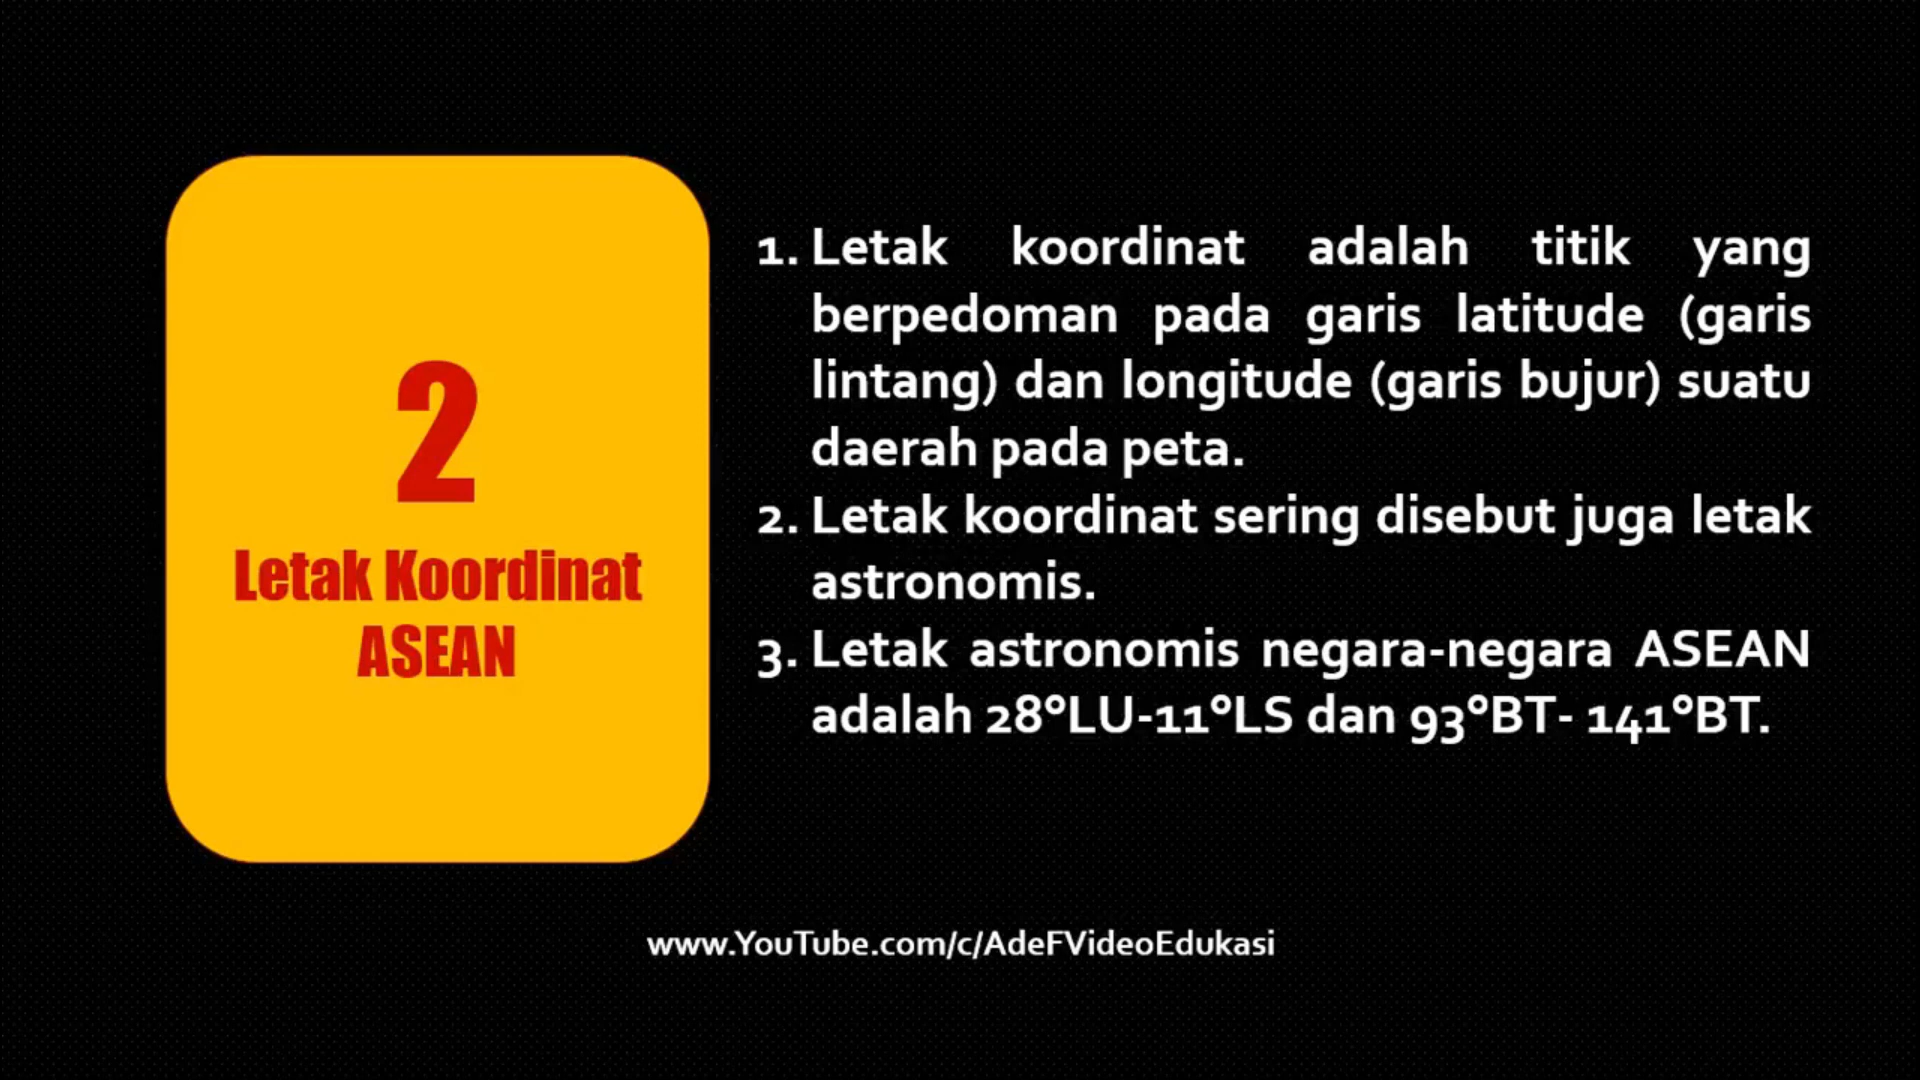 2
Letak Koordinat
ASEAN
1. Letak koordinat adalah titik yang
berpedoman pada garis latitude (garis
lintang) dan longitude (garis bujur) suatu
daerah pada peta.
2. Letak koordinat sering disebut juga letak
astronomis.
3. Letak astronomis negara-negara ASEAN
adalah 28°LU-11°LS dan 93°BT- 141°BT.
www.YouTube.com/c/AdeFVideoEdukasi